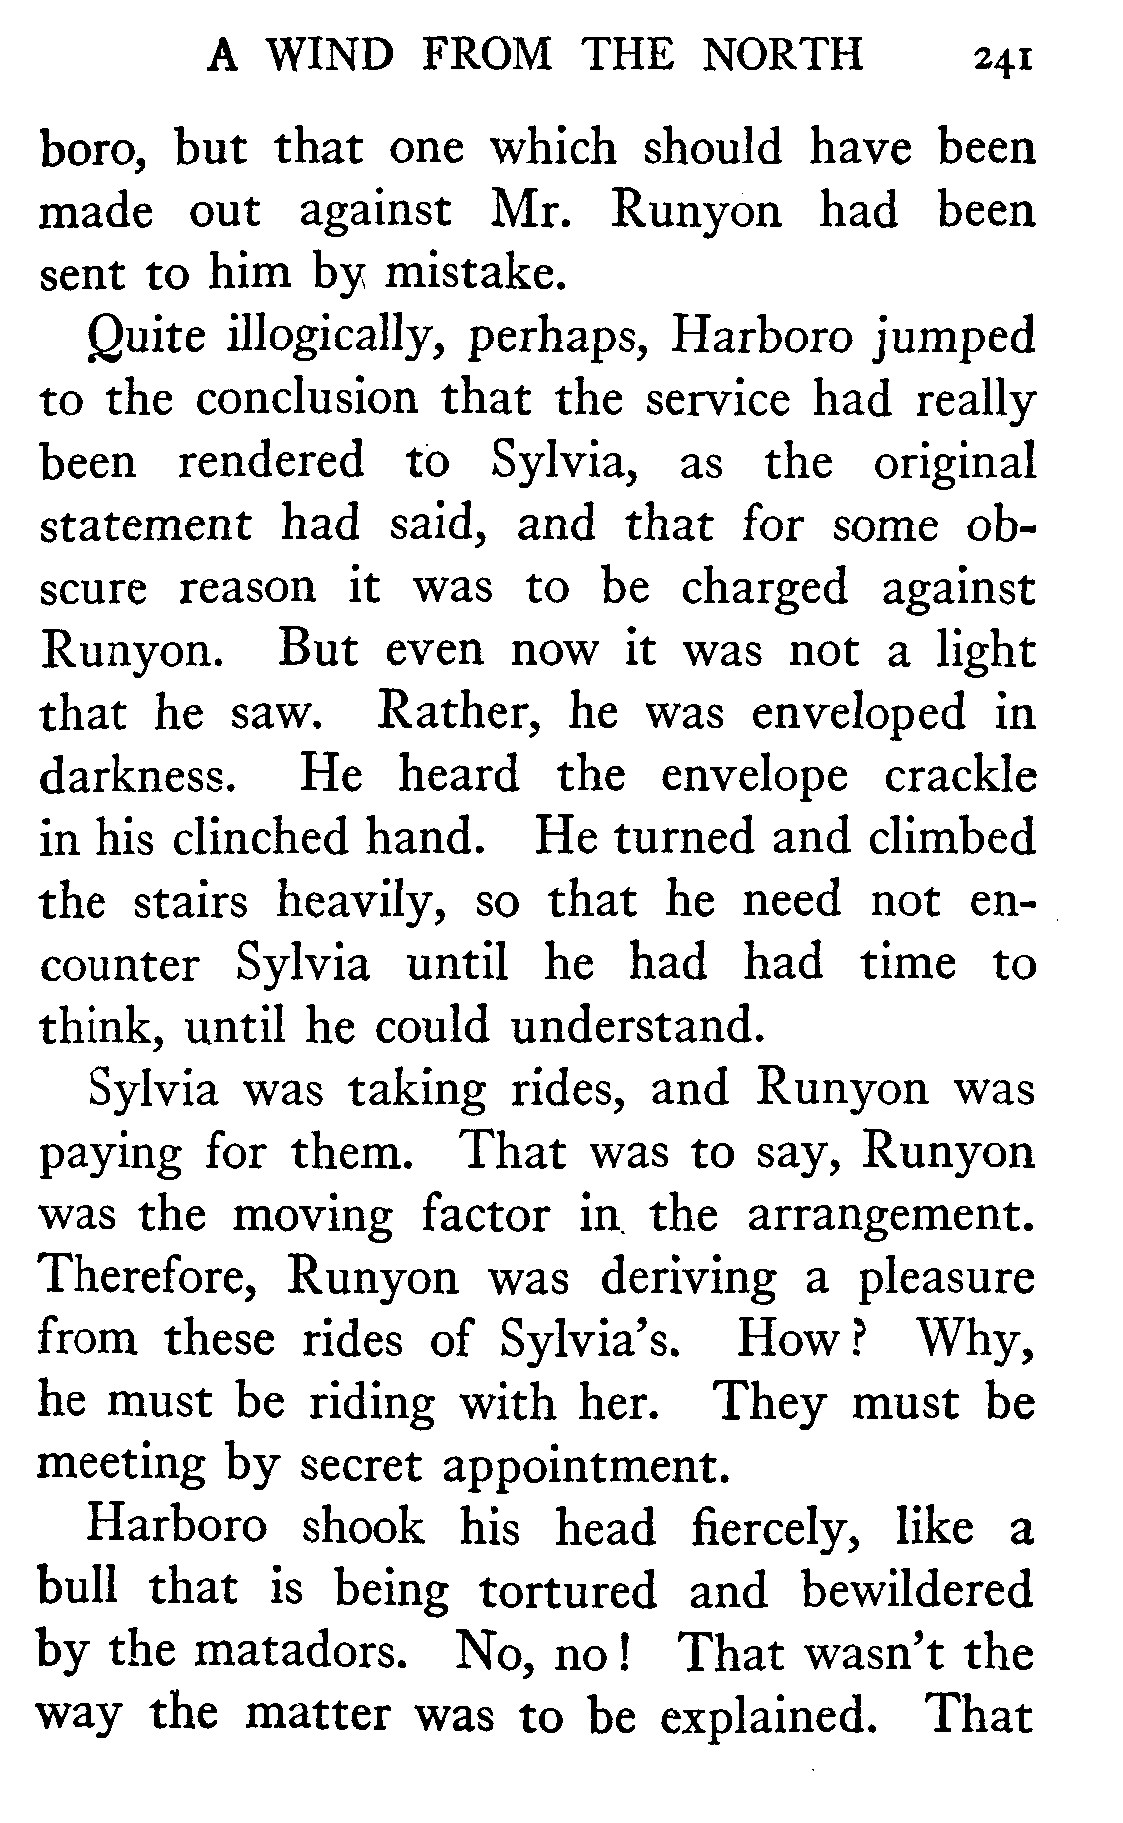 A WIND FROM THE NORTH 241
boro, but that one which should have been
made out against Mr. Runyon had been
sent to him by mistake.
Quite illogically, perhaps, Harboro jumped
to the conclusion that the service had really
been rendered to Sylvia, as the original
statement had said, and that for some ob-
scure reason it was to be charged against
Runyon. But even now it was not a light
that he saw. Rather, he was enveloped in
darkness. He heard the envelope crackle
in his clinched hand. He turned and climbed
the stairs heavily, so that he need not en-
counter Sylvia until he had had time to
think, until he could understand.
Sylvia was taking rides, and Runyon was
paying for them. That was to say, Runyon
was the moving factor in the arrangement.
Therefore, Runyon was deriving a pleasure
from these rides of Sylvia's. How? Why,
he must be riding with her. They must be
meeting by secret appointment.
Harboro shook his head fiercely, like a
bull that is being tortured and bewildered
by the matadors. No, no! That wasn't the
way the matter was to be explained. That